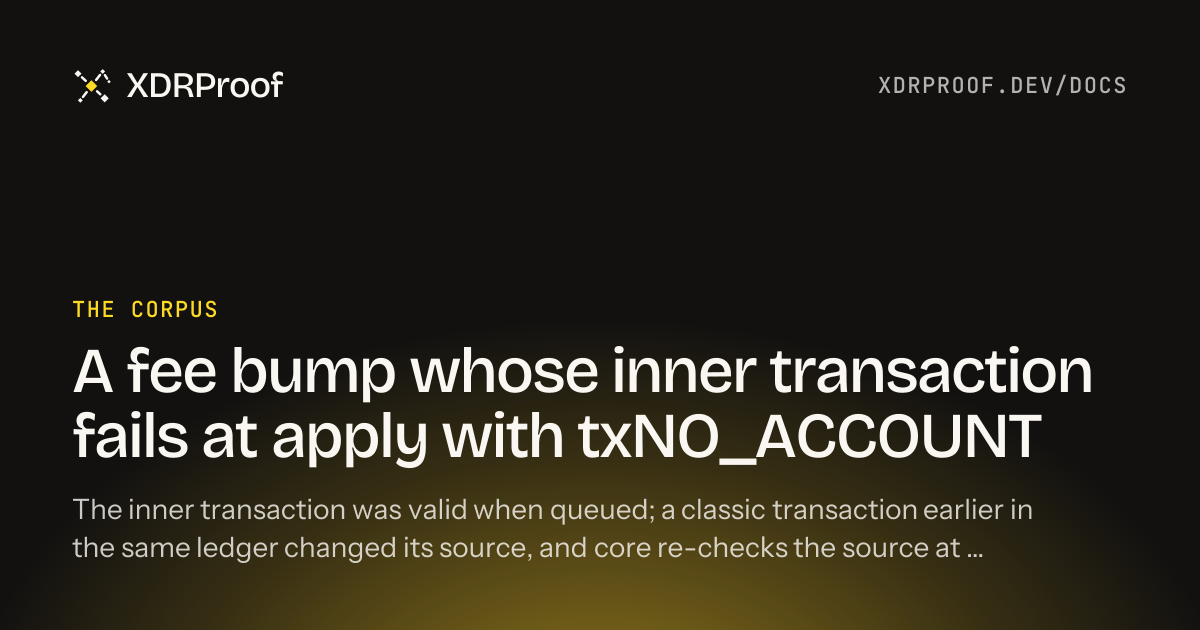 XDRProof
XDRPROOF.DEV/DOCS
THE CORPUS
A fee bump whose inner transaction
fails at apply with txNO_ACCOUNT
The inner transaction was valid when queued; a classic transaction earlier in
the same ledger changed its source, and core re-checks the source at ...